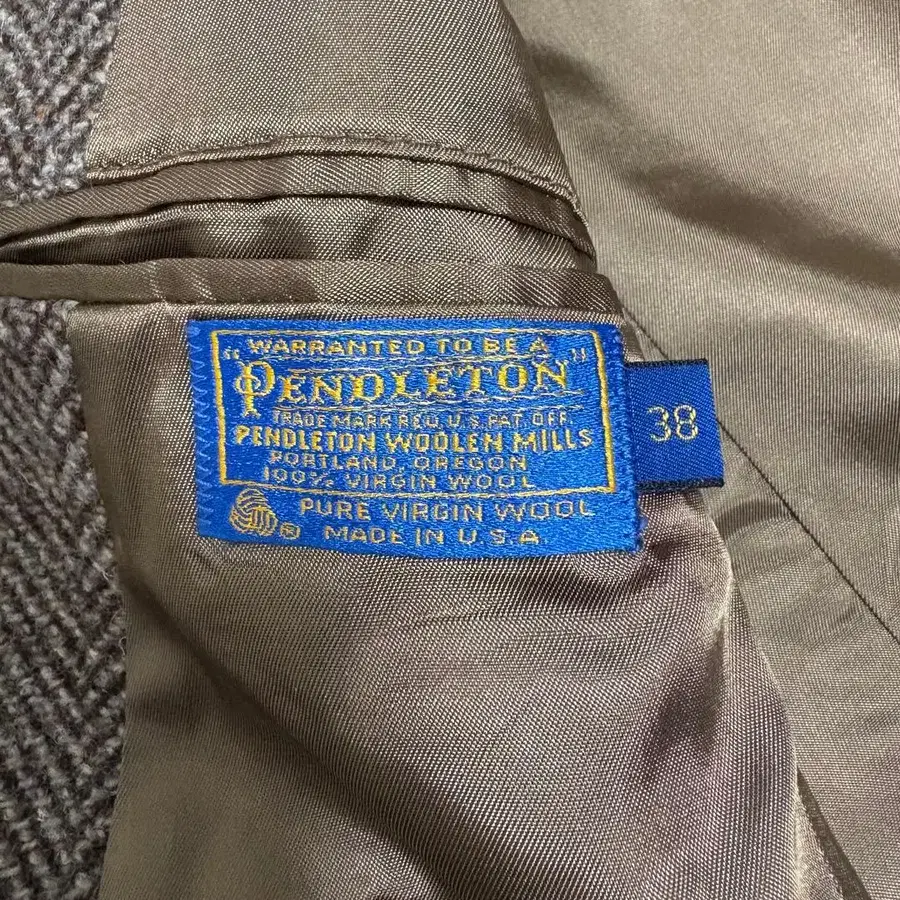 "WARRANTED TO BE A
PENDLETON"
TRADE MARK REG. U.S. PAT. OFF.
PENDLETON WOOLEN MILLS
PORTLAND, OREGON
100% VIRGIN WOOL
® PURE VIRGIN WOOL
MADE IN U.S.A.
38